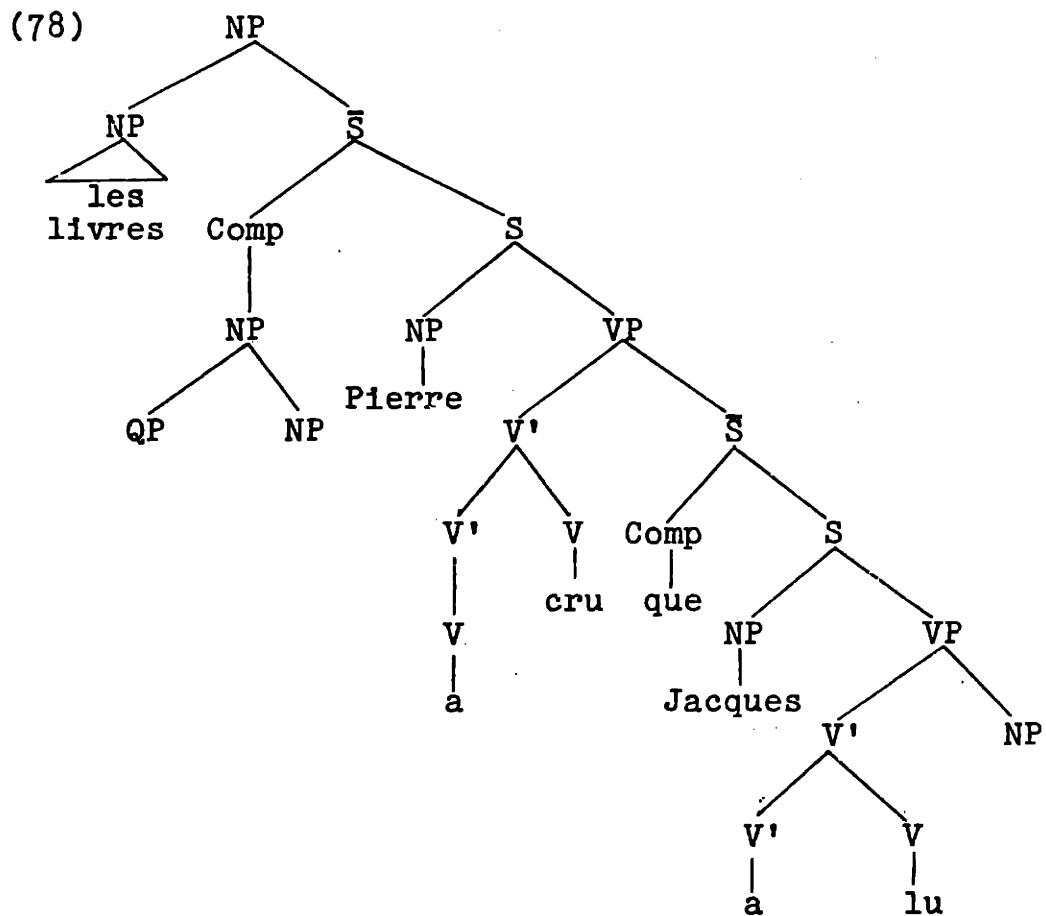 (78) NP
NP S̄
les
livres Comp S
NP NP VP
Pierre
QP NP V' S̄
V' V Comp S
cru que
V NP VP
a Jacques
V' NP
V' V
a lu